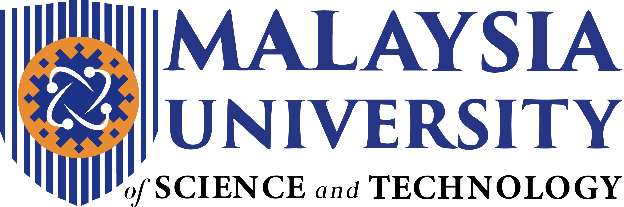 MALAYSIA
UNIVERSITY
of SCIENCE and TECHNOLOGY